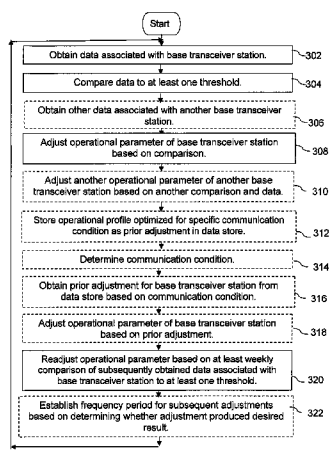 Start
Obtain data associated with base transceiver station.
302
Compare data to at least one threshold.
304
Obtain other data associated with another base transceiver
station.
306
Adjust operational parameter of base transceiver station
based on comparison.
308
Adjust another operational parameter of another base
transceiver station based on another comparison and data.
310
Store operational profile optimized for specific communication
condition as prior adjustment in data store.
312
Determine communication condition.
314
Obtain prior adjustment for base transceiver station from
data store based on communication condition.
316
Adjust operational parameter of base transceiver station
based on prior adjustment.
318
Readjust operational parameter based on at least weekly
comparison of subsequently obtained data associated with
base transceiver station to at least one threshold.
320
Establish frequency period for subsequent adjustments
based on determining whether adjustment produced desired
result.
322